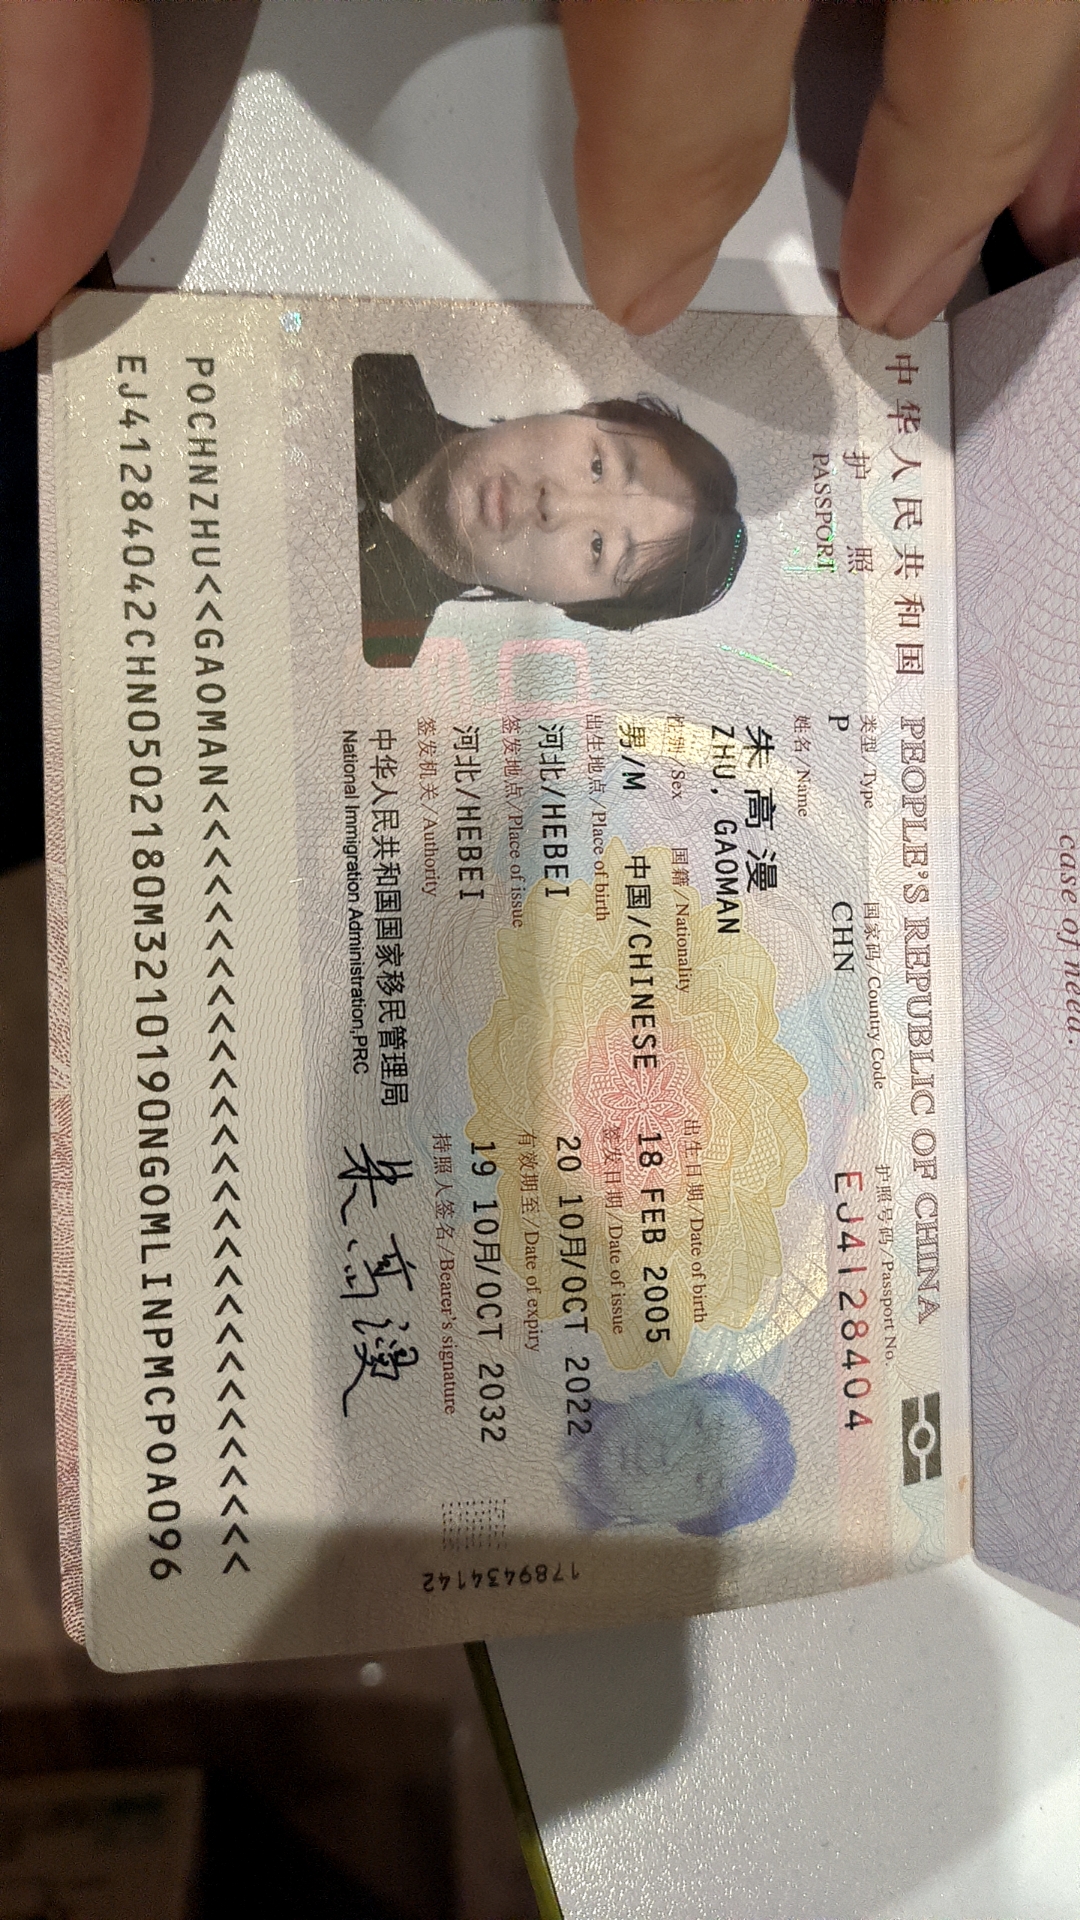 case of need.
中华人民共和国 PEOPLE'S REPUBLIC OF CHINA
护照
PASSPORT
类型/Type 国家码/Country Code 护照号码/Passport No.
P CHN EJ4128404
姓名/Name
朱高漫
ZHU, GAOMAN
性别/Sex 国籍/Nationality 出生日期/Date of birth
男/M 中国/CHINESE 18 FEB 2005
出生地点/Place of birth 签发日期/Date of issue
河北/HEBEI 20 10月/OCT 2022
签发地点/Place of issue 有效期至/Date of expiry
河北/HEBEI 19 10月/OCT 2032
签发机关/Authority 持照人签名/Bearer's signature
中华人民共和国国家移民管理局
National Immigration Administration,PRC
朱高漫
1789434142
POCHNZHU<<GAOMAN<<<<<<<<<<<<<<<<<<<<<<<<<<<<
EJ41284042CHN0502180M3210190NGOMLINPMCPOA096